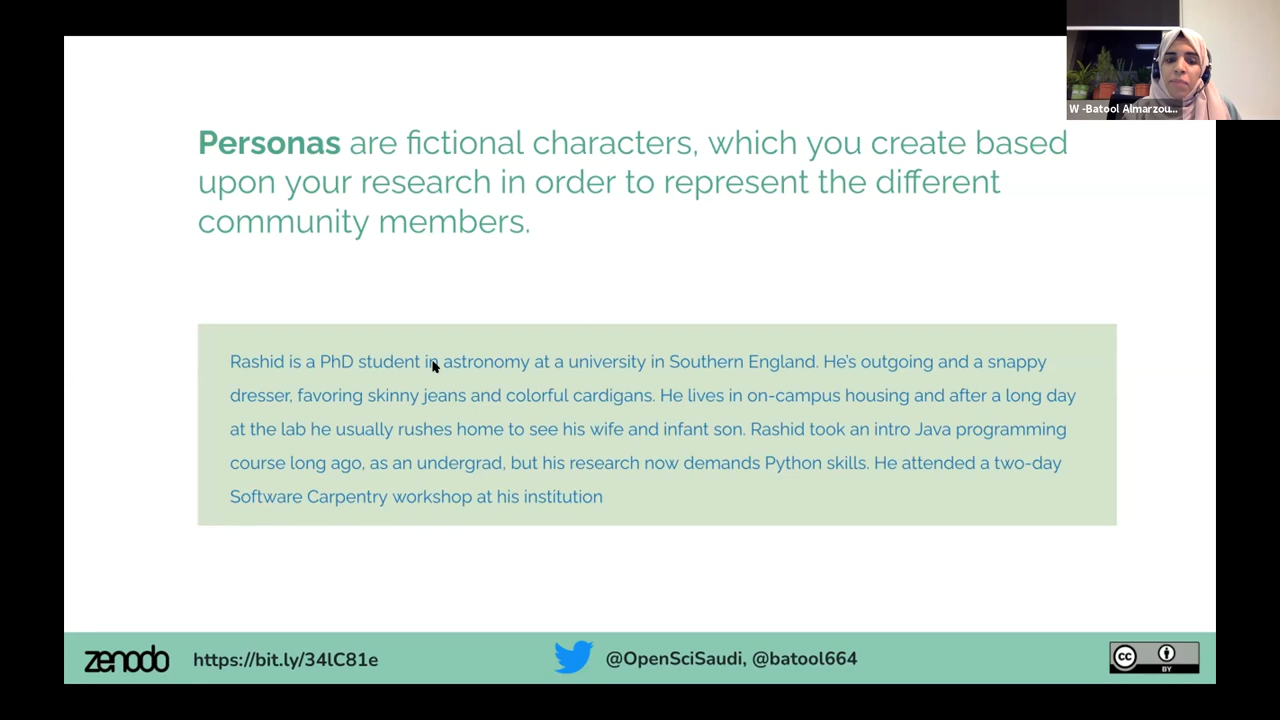 W -Batool Almarzou...
Personas are fictional characters, which you create based
upon your research in order to represent the different
community members.
Rashid is a PhD student in astronomy at a university in Southern England. He's outgoing and a snappy
dresser, favoring skinny jeans and colorful cardigans. He lives in on-campus housing and after a long day
at the lab he usually rushes home to see his wife and infant son. Rashid took an intro Java programming
course long ago, as an undergrad, but his research now demands Python skills. He attended a two-day
Software Carpentry workshop at his institution
zenodo https://bit.ly/34lC81e @OpenSciSaudi, @batool664 cc BY